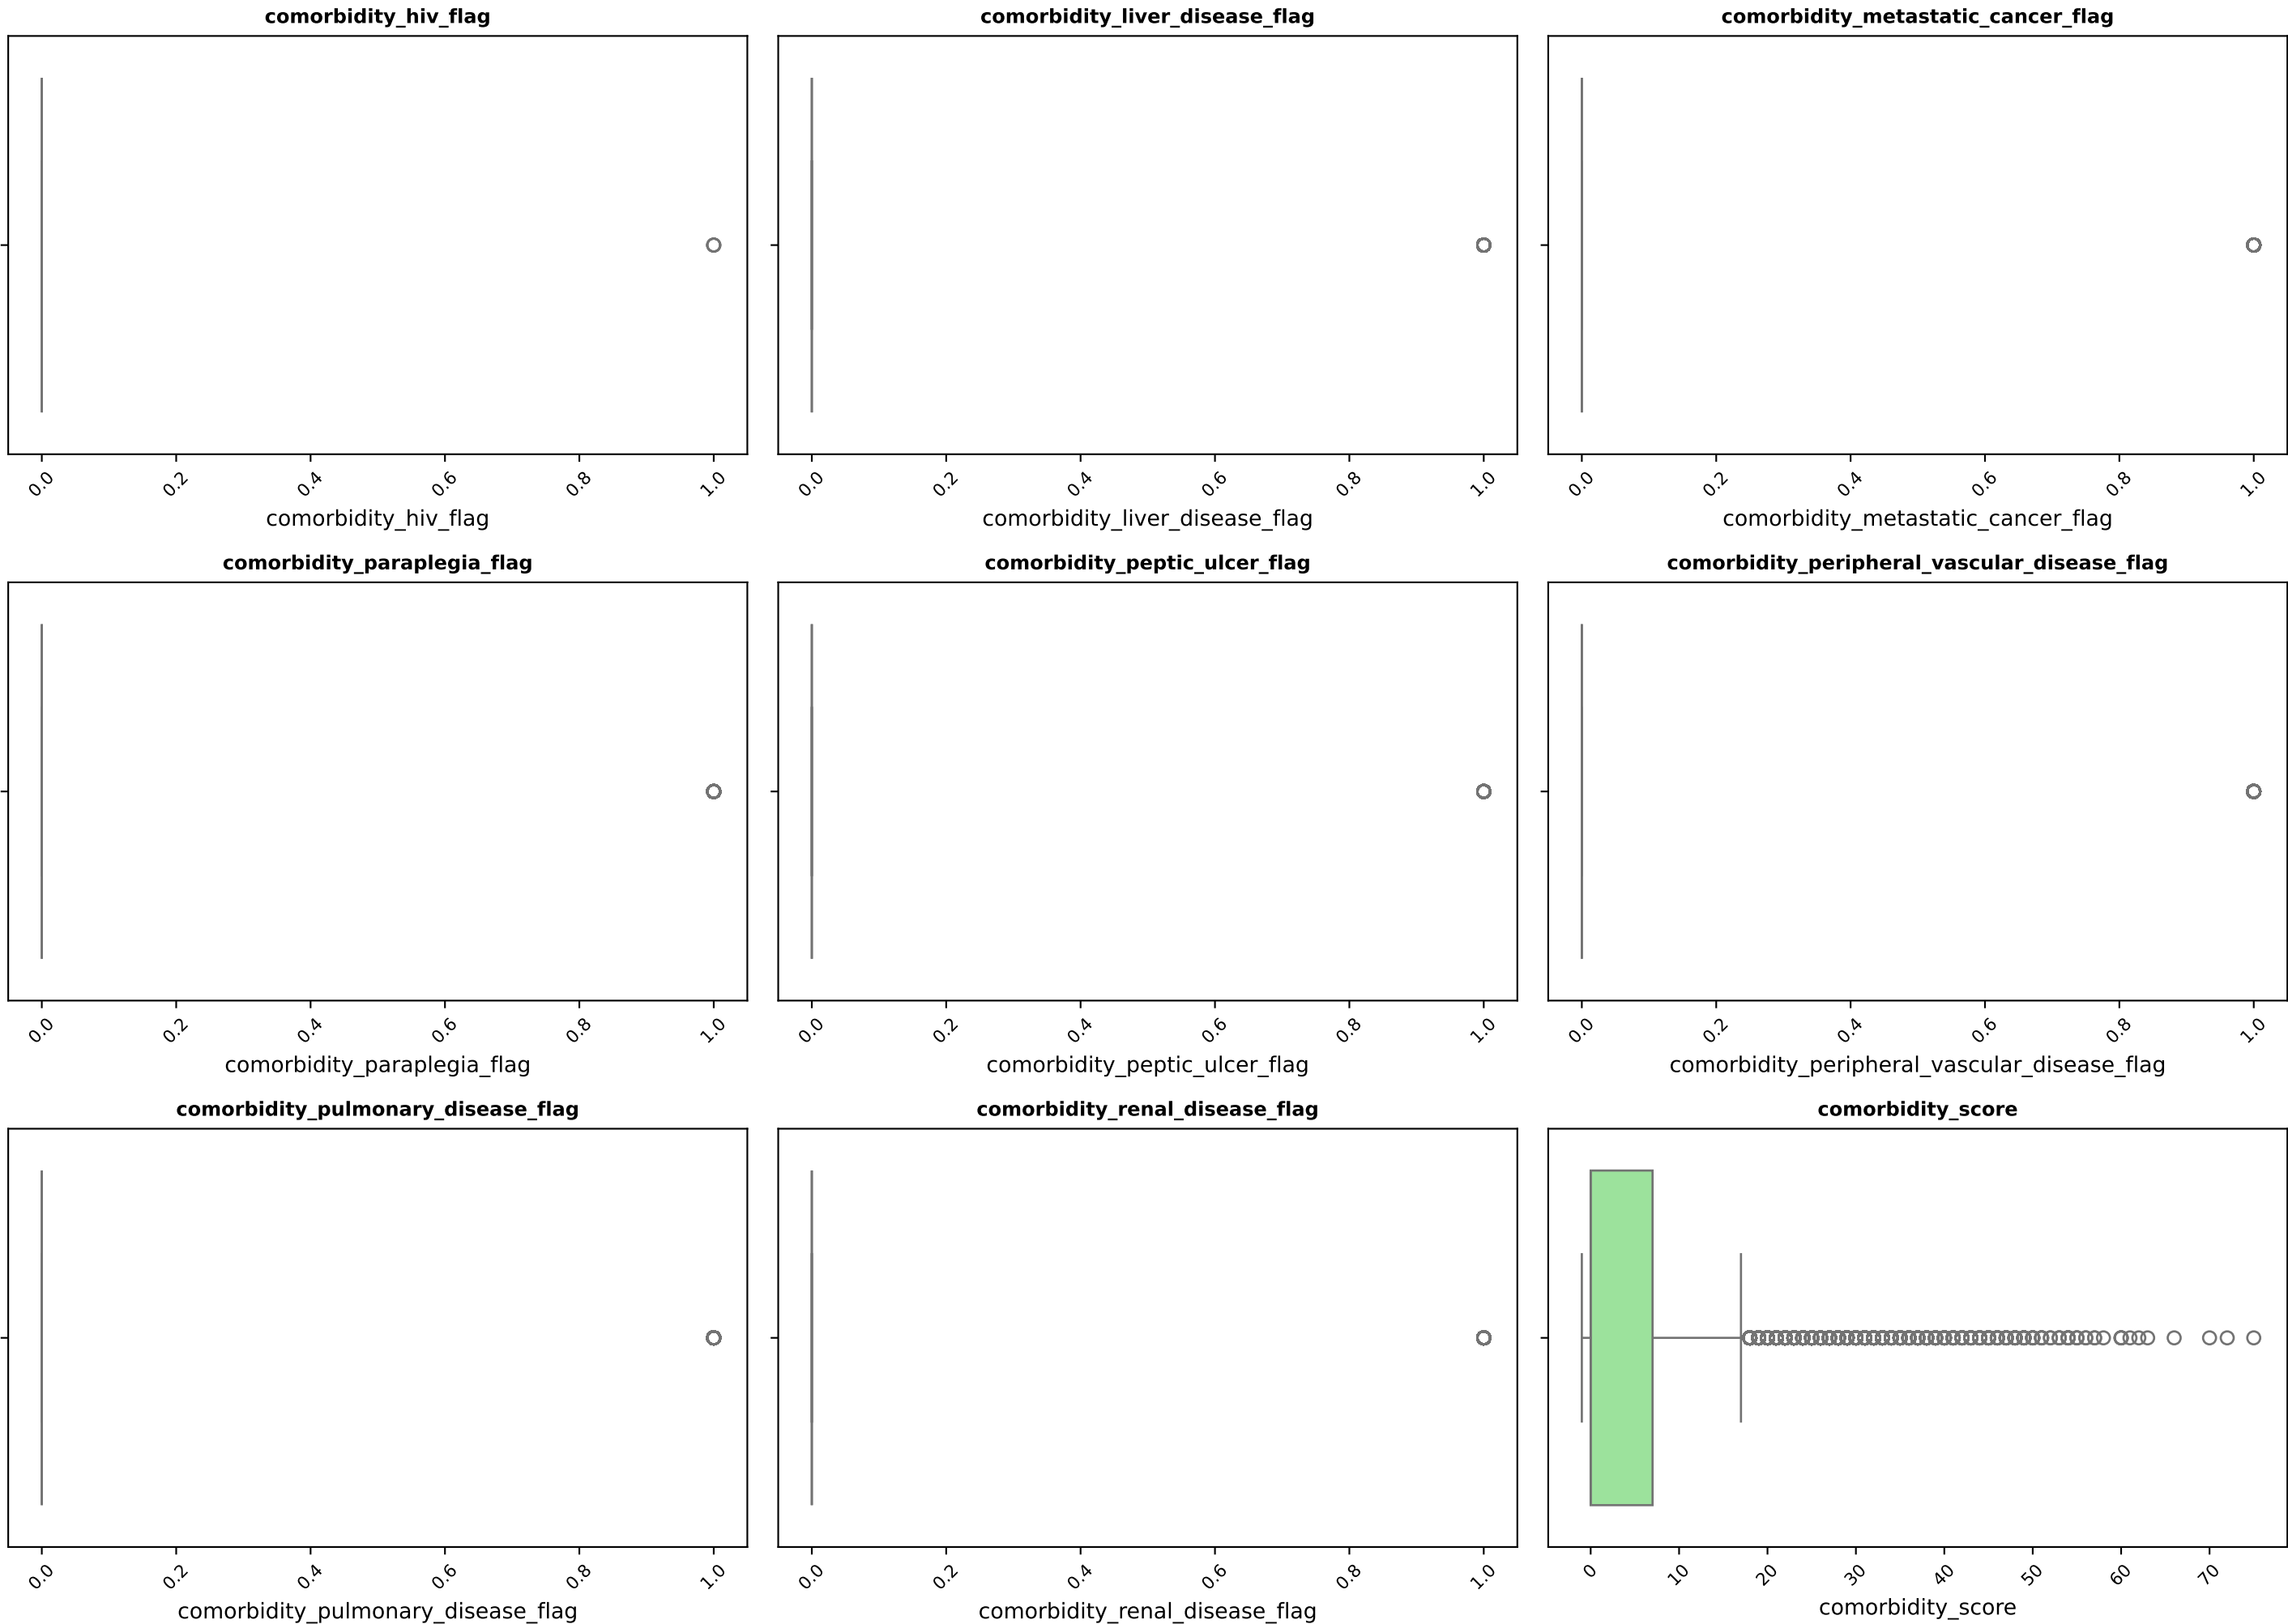 comorbidity_hiv_flag
comorbidity_liver_disease_flag
comorbidity_metastatic_cancer_flag
0.0 0.2 0.4 0.6 0.8 1.0
0.0 0.2 0.4 0.6 0.8 1.0
0.0 0.2 0.4 0.6 0.8 1.0
comorbidity_hiv_flag
comorbidity_liver_disease_flag
comorbidity_metastatic_cancer_flag
comorbidity_paraplegia_flag
comorbidity_peptic_ulcer_flag
comorbidity_peripheral_vascular_disease_flag
0.0 0.2 0.4 0.6 0.8 1.0
0.0 0.2 0.4 0.6 0.8 1.0
0.0 0.2 0.4 0.6 0.8 1.0
comorbidity_paraplegia_flag
comorbidity_peptic_ulcer_flag
comorbidity_peripheral_vascular_disease_flag
comorbidity_pulmonary_disease_flag
comorbidity_renal_disease_flag
comorbidity_score
0.0 0.2 0.4 0.6 0.8 1.0
0.0 0.2 0.4 0.6 0.8 1.0
0 10 20 30 40 50 60 70
comorbidity_pulmonary_disease_flag
comorbidity_renal_disease_flag
comorbidity_score